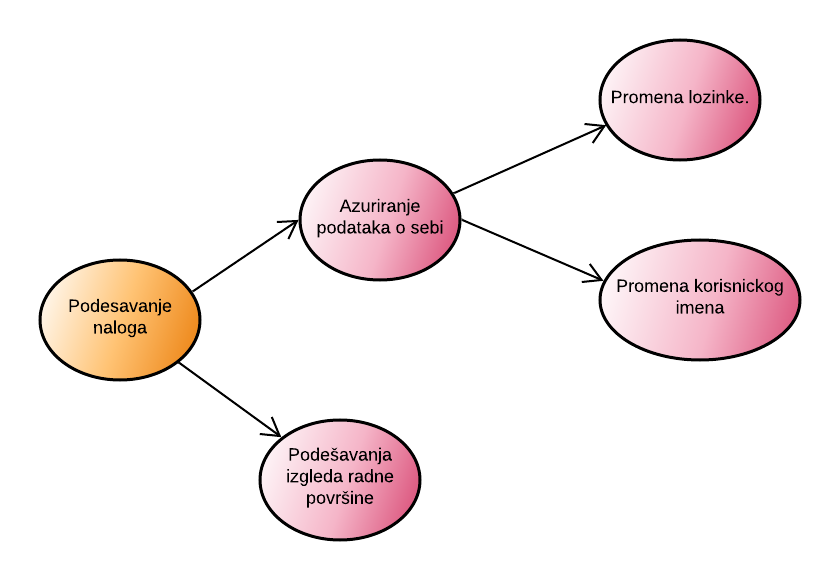 Promena lozinke.
Azuriranje
podataka o sebi
Promena korisnickog
imena
Podesavanje
naloga
Podešavanja
izgleda radne
površine